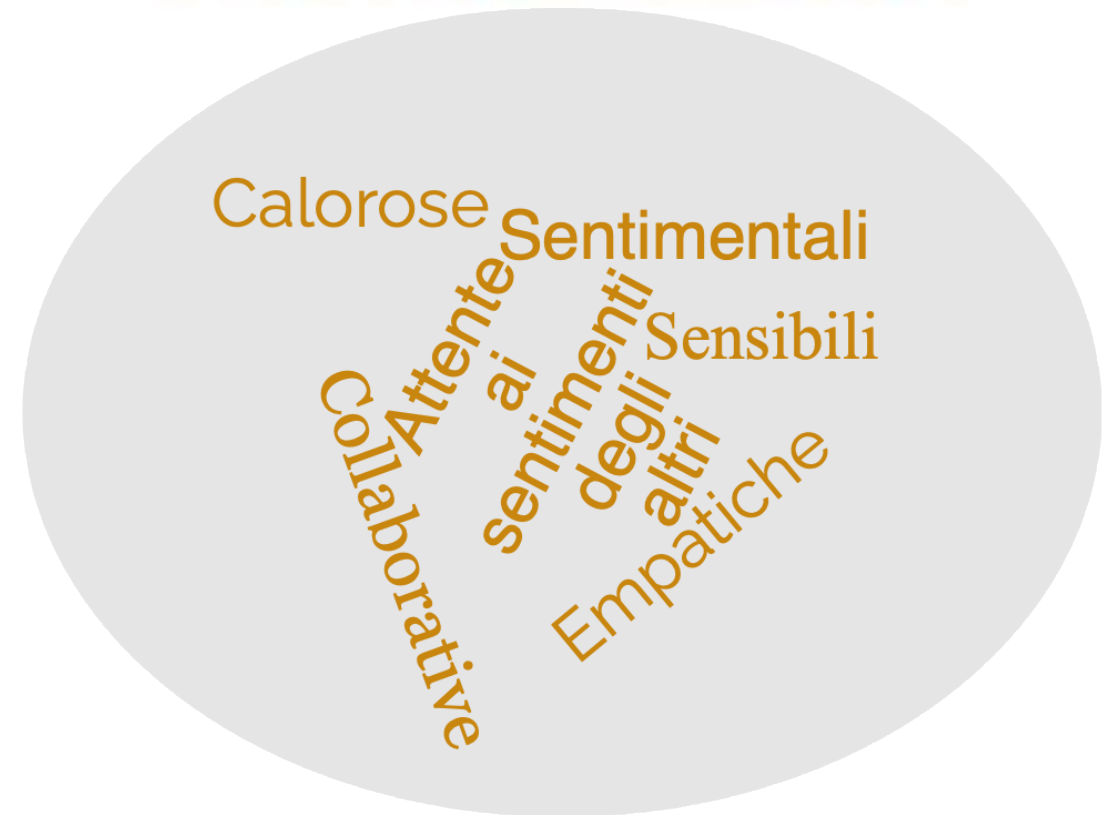 Calorose
Sentimentali
Attente
ai
sentimenti
degli
altri
Sensibili
Collaborative
Empatiche